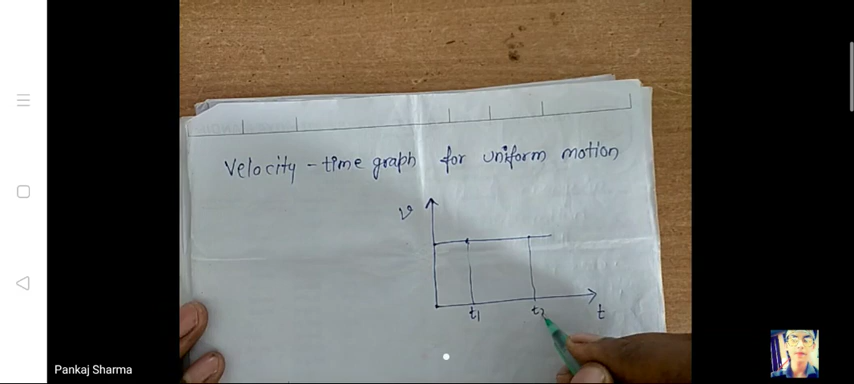 Velocity - time graph for uniform motion
v
t1 t2 t
Pankaj Sharma